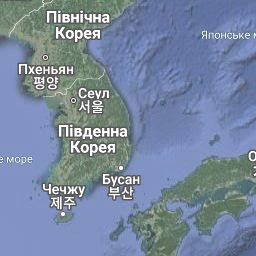 Північна
Корея
Японське м
Пхеньян
평양
Сеул
서울
Південна
Корея
е море
Бусан
부산
Чечжу
제주